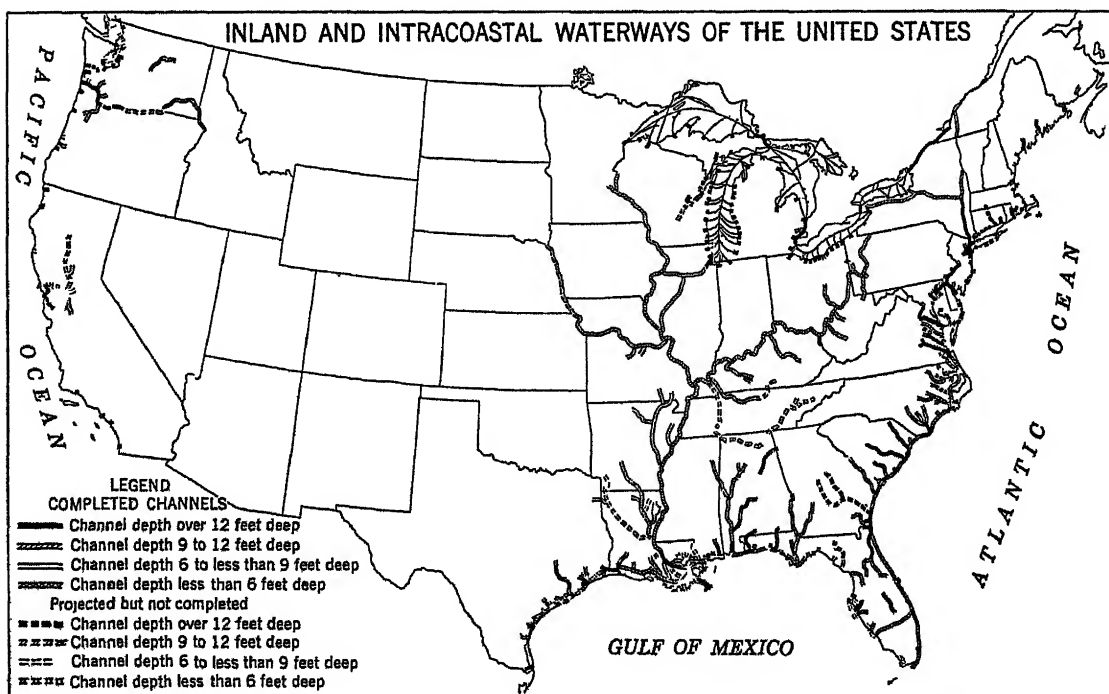 INLAND AND INTRACOASTAL WATERWAYS OF THE UNITED STATES
PACIFIC
OCEAN
ATLANTIC OCEAN
GULF OF MEXICO
LEGEND
COMPLETED CHANNELS
Channel depth over 12 feet deep
Channel depth 9 to 12 feet deep
Channel depth 6 to less than 9 feet deep
Channel depth less than 6 feet deep
Projected but not completed
Channel depth over 12 feet deep
Channel depth 9 to 12 feet deep
Channel depth 6 to less than 9 feet deep
Channel depth less than 6 feet deep